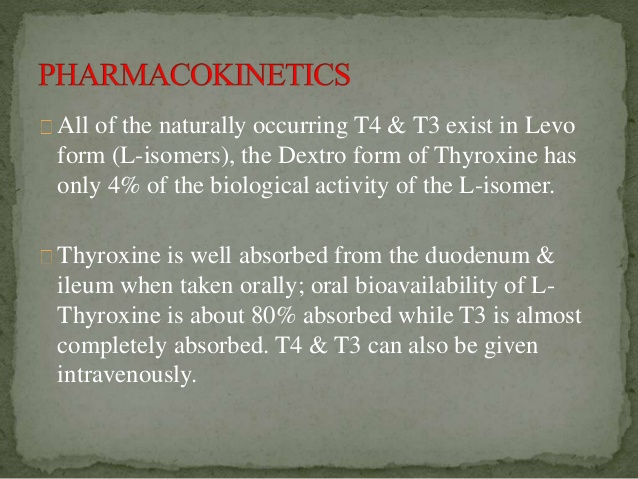 PHARMACOKINETICS
All of the naturally occurring T4 & T3 exist in Levo
form (L-isomers), the Dextro form of Thyroxine has
only 4% of the biological activity of the L-isomer.
Thyroxine is well absorbed from the duodenum &
ileum when taken orally; oral bioavailability of L-
Thyroxine is about 80% absorbed while T3 is almost
completely absorbed. T4 & T3 can also be given
intravenously.